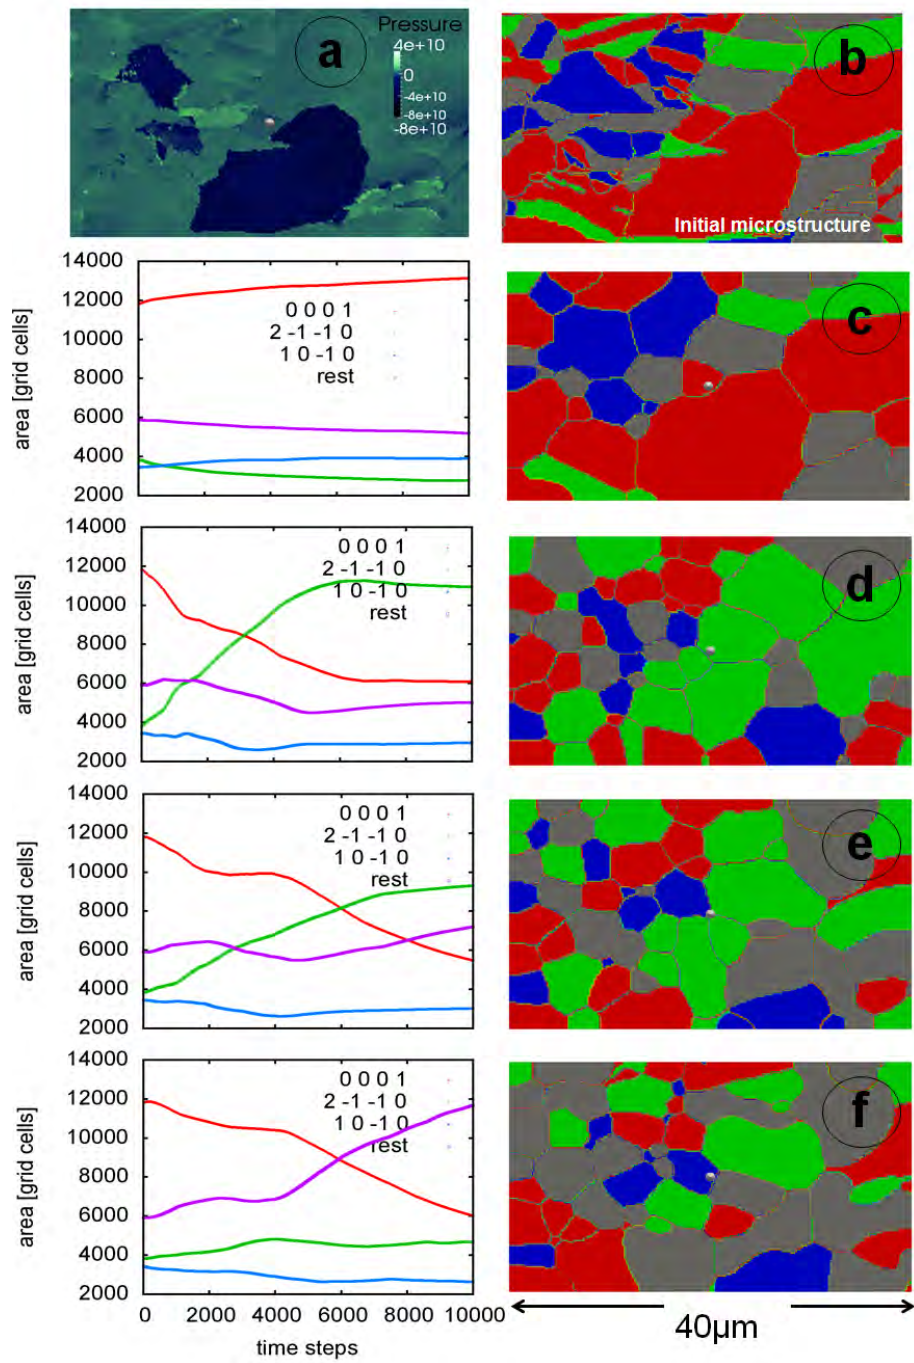 a
Pressure
4e+10
0
-4e+10
-8e+10
-8e+10
b
Initial microstructure
area [grid cells]
14000
12000
10000
8000
6000
4000
2000
0 0 0 1
2 -1 -1 0
1 0 -1 0
rest
c
area [grid cells]
14000
12000
10000
8000
6000
4000
2000
0 0 0 1
2 -1 -1 0
1 0 -1 0
rest
d
area [grid cells]
14000
12000
10000
8000
6000
4000
2000
0 0 0 1
2 -1 -1 0
1 0 -1 0
rest
e
area [grid cells]
14000
12000
10000
8000
6000
4000
2000
0 0 0 1
2 -1 -1 0
1 0 -1 0
rest
f
0 2000 4000 6000 8000 10000
time steps
40µm